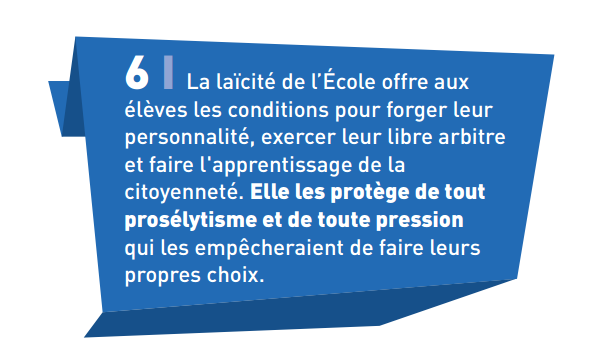 6 | La laïcité de l’École offre aux
élèves les conditions pour forger leur
personnalité, exercer leur libre arbitre
et faire l'apprentissage de la
citoyenneté. Elle les protège de tout
prosélytisme et de toute pression
qui les empêcheraient de faire leurs
propres choix.